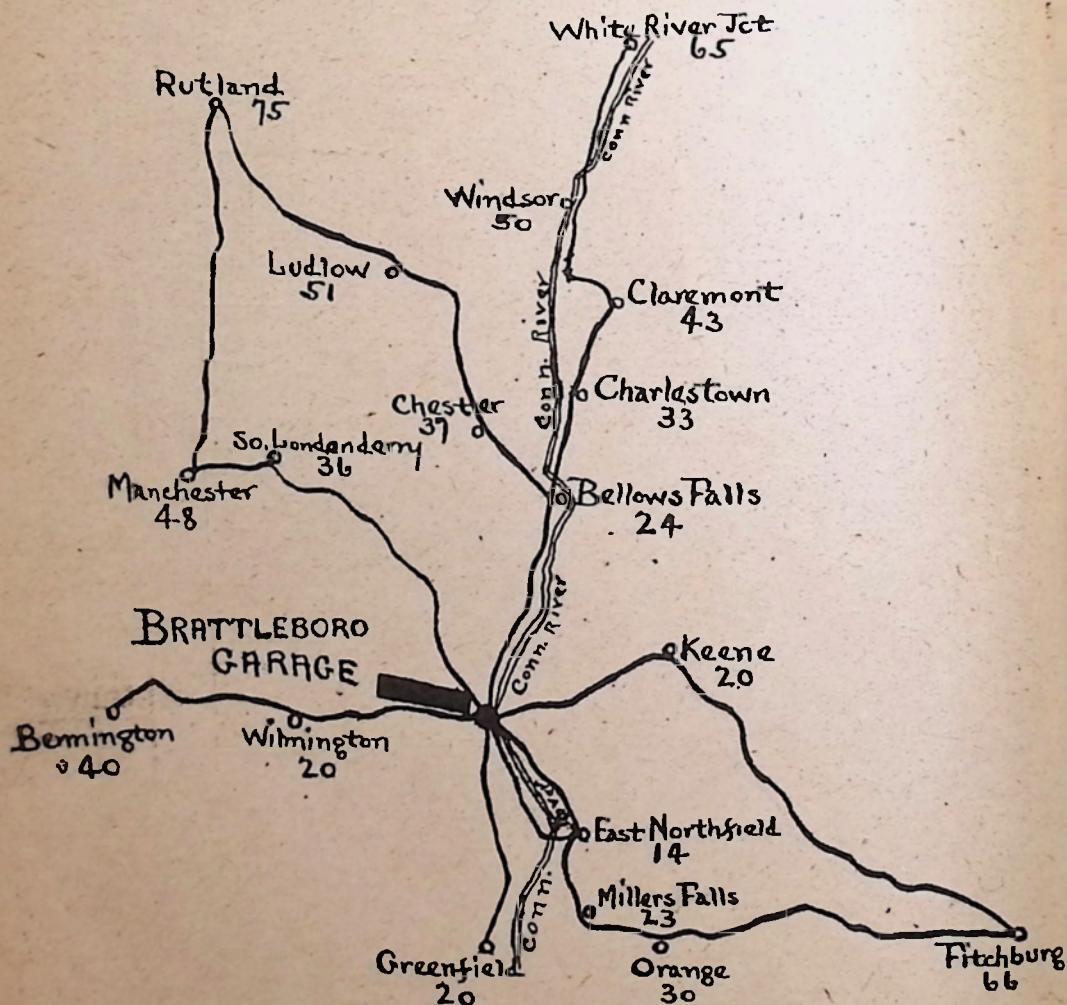 White River Jct
65
Conn River
Rutland
75
Windsor
50
Ludlow
51
Claremont
43
Conn. River
Charlestown
33
Chester
39
So. Londonderry
36
Manchester
48
Bellows Falls
24
Conn. River
BRATTLEBORO
GARAGE
Keene
20
Bennington
40
Wilmington
20
East Northfield
14
Millers Falls
23
Conn.
Greenfield
20
Orange
30
Fitchburg
66